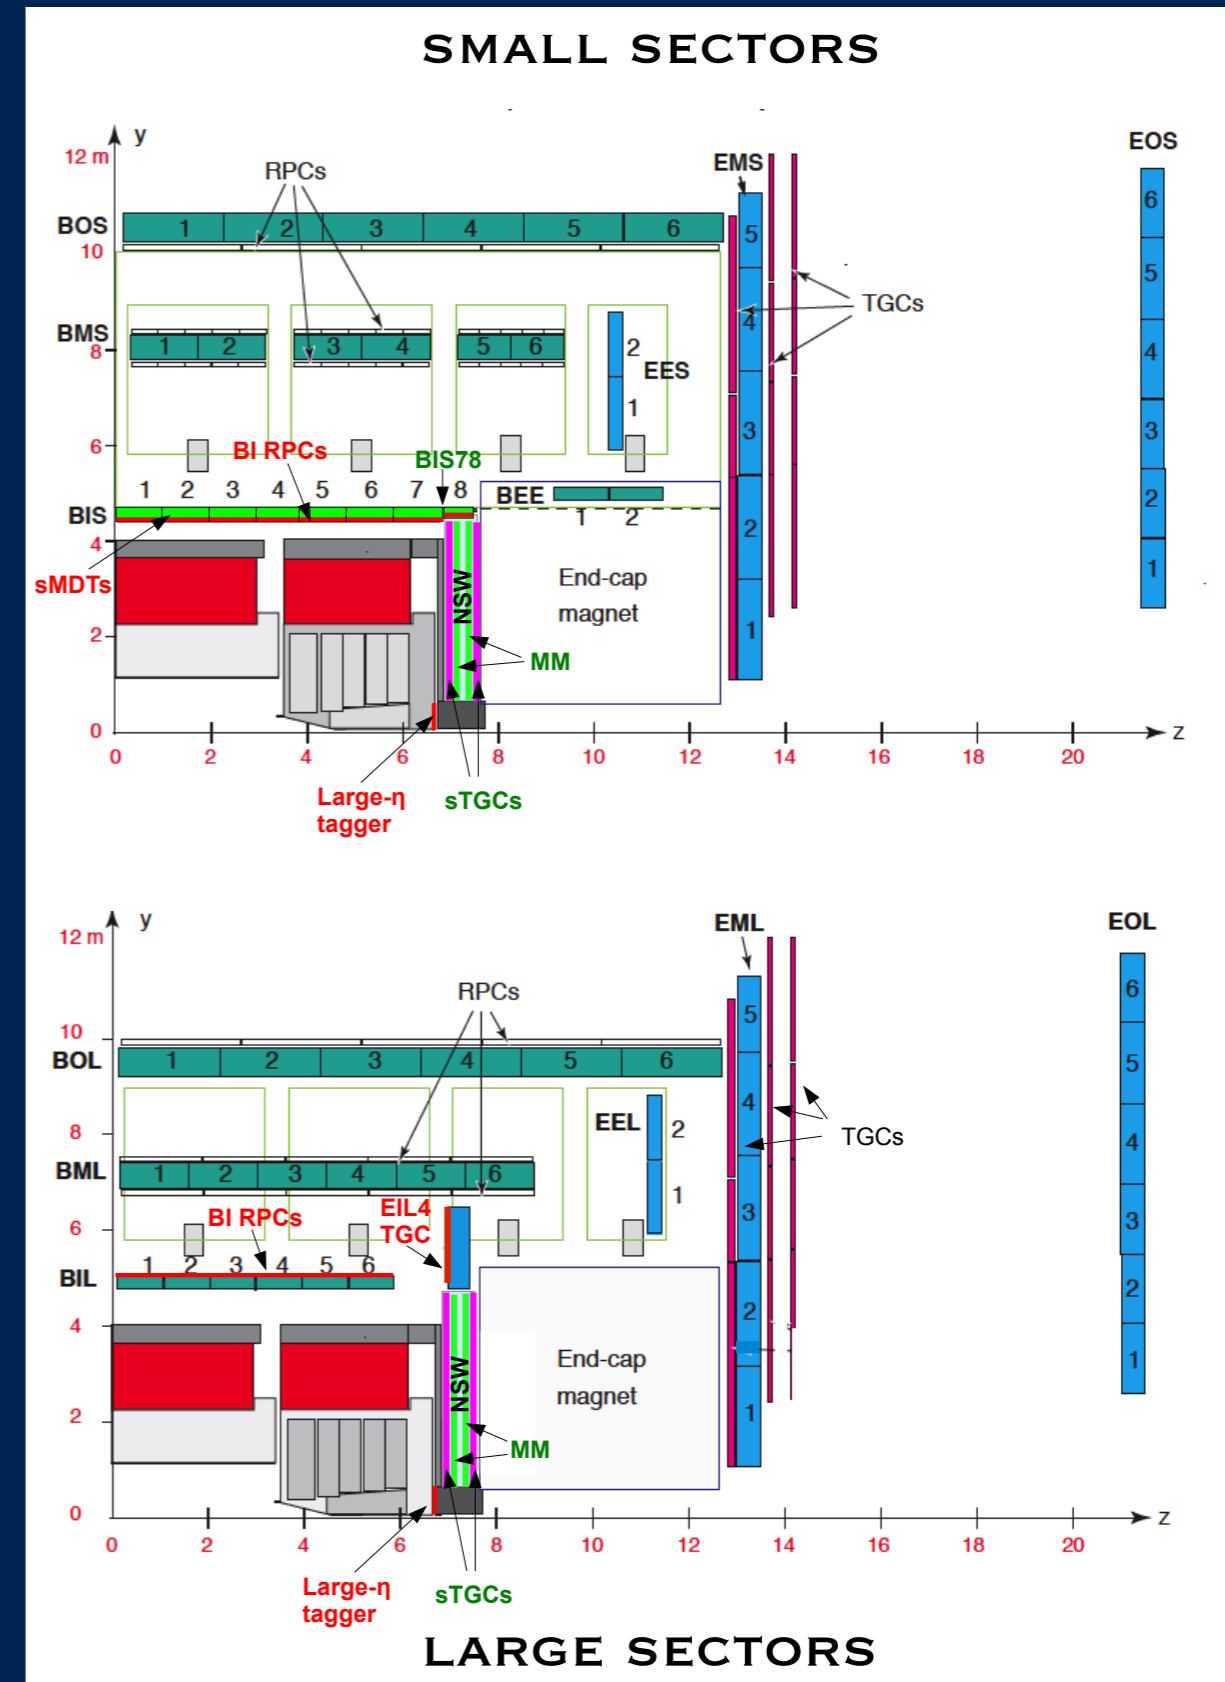 SMALL SECTORS
y
12 m
RPCs
EMS
EOS
BOS
1 2 3 4 5 6
10
5
6
5
TGCs
4
BMS
1 2 3 4 5 6
8
2
EES
1
4
6
BI RPCs
BIS78
3
3
1 2 3 4 5 6 7 8
BEE
1 2
2
BIS
4
2
sMDTs
End-cap
magnet
NSW
1
2
1
MM
0
z
0 2 4 6 8 10 12 14 16 18 20
Large-η
tagger
sTGCs
y
12 m
EML
EOL
RPCs
6
5
10
BOL
1 2 3 4 5 6
5
4
EEL
2
8
TGCs
4
BML
1 2 3 4 5 6
1
EIL4
TGC
BI RPCs
6
3
3
1 2 3 4 5 6
BIL
2
2
4
End-cap
magnet
NSW
1
1
2
MM
0
z
0 2 4 6 8 10 12 14 16 18 20
Large-η
tagger
sTGCs
LARGE SECTORS